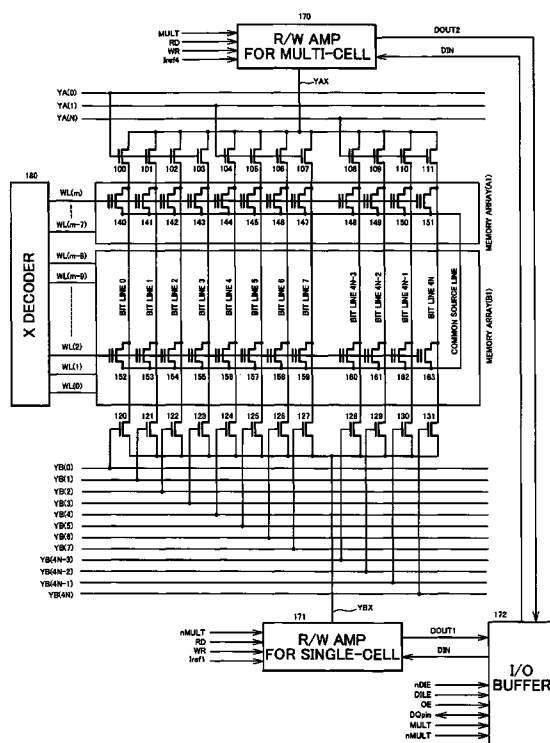 170
MULT
RD
WR
Iref4
R/W AMP
FOR MULTI-CELL
DOUT2
DIN
YAX
YA(0)
YA(1)
YA(N)
100 101 102 103 104 105 106 107 108 109 110 111
180
X DECODER
WL(m)
WL(m-7)
WL(m-8)
WL(m-9)
WL(2)
WL(1)
WL(0)
140 141 142 143 144 145 146 147 148 149 150 151
MEMORY ARRAY(A1)
BIT LINE 0
BIT LINE 1
BIT LINE 2
BIT LINE 3
BIT LINE 4
BIT LINE 5
BIT LINE 6
BIT LINE 7
BIT LINE 4N-3
BIT LINE 4N-2
BIT LINE 4N-1
BIT LINE 4N
COMMON SOURCE LINE
MEMORY ARRAY(B1)
152 153 154 155 156 157 158 159 160 161 162 163
120 121 122 123 124 125 126 127 128 129 130 131
YB(0)
YB(1)
YB(2)
YB(3)
YB(4)
YB(5)
YB(6)
YB(7)
YB(4N-3)
YB(4N-2)
YB(4N-1)
YB(4N)
YBX
171
nMULT
RD
WR
Iref1
R/W AMP
FOR SINGLE-CELL
DOUT1
DIN
172
I/O
BUFFER
nDIE
DILE
OE
DQpin
MULT
nMULT